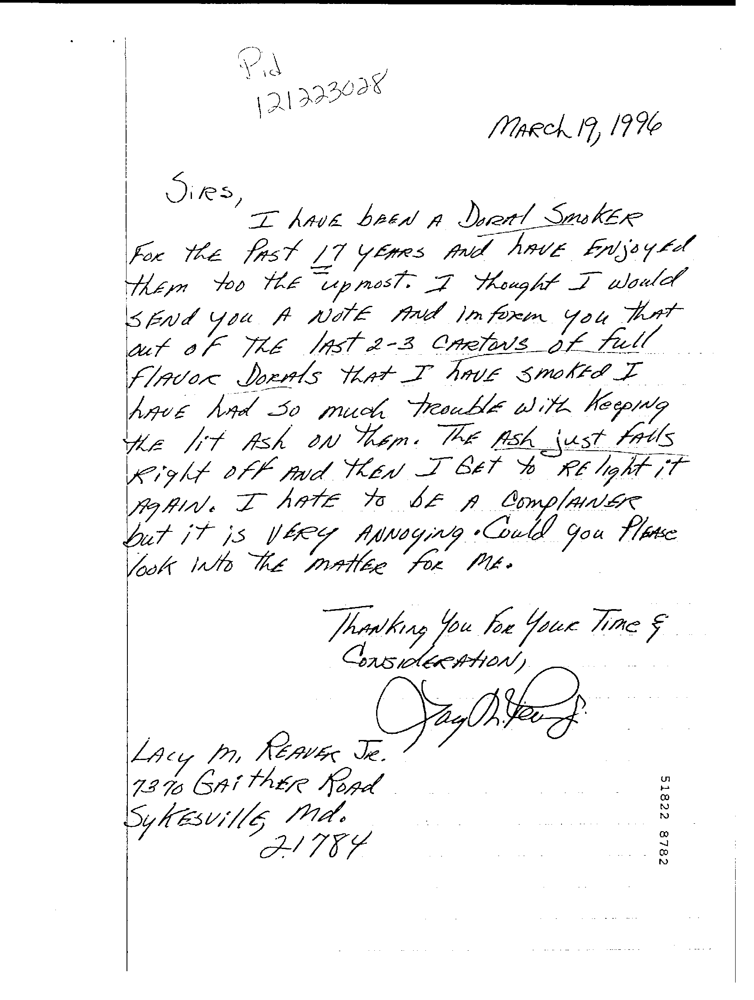 Pid
121223028
March 19, 1996
Sirs,
I have been a Doral Smoker
for the past 17 years and have enjoyed
them too the upmost. I thought I would
send you a note and imform you that
out of the last 2-3 cartons of full
flavor Dorals that I have smoked I
have had so much trouble with keeping
the lit ash on them. The ash just falls
right off and then I get to relight it
again. I hate to be a complainer
but it is very annoying. Could you please
look into the matter for me.
Thanking You For Your Time &
Consideration,
Lacy M. Reaver Jr.
7370 Gaither Road
Sykesville, Md.
21784
51822 8782